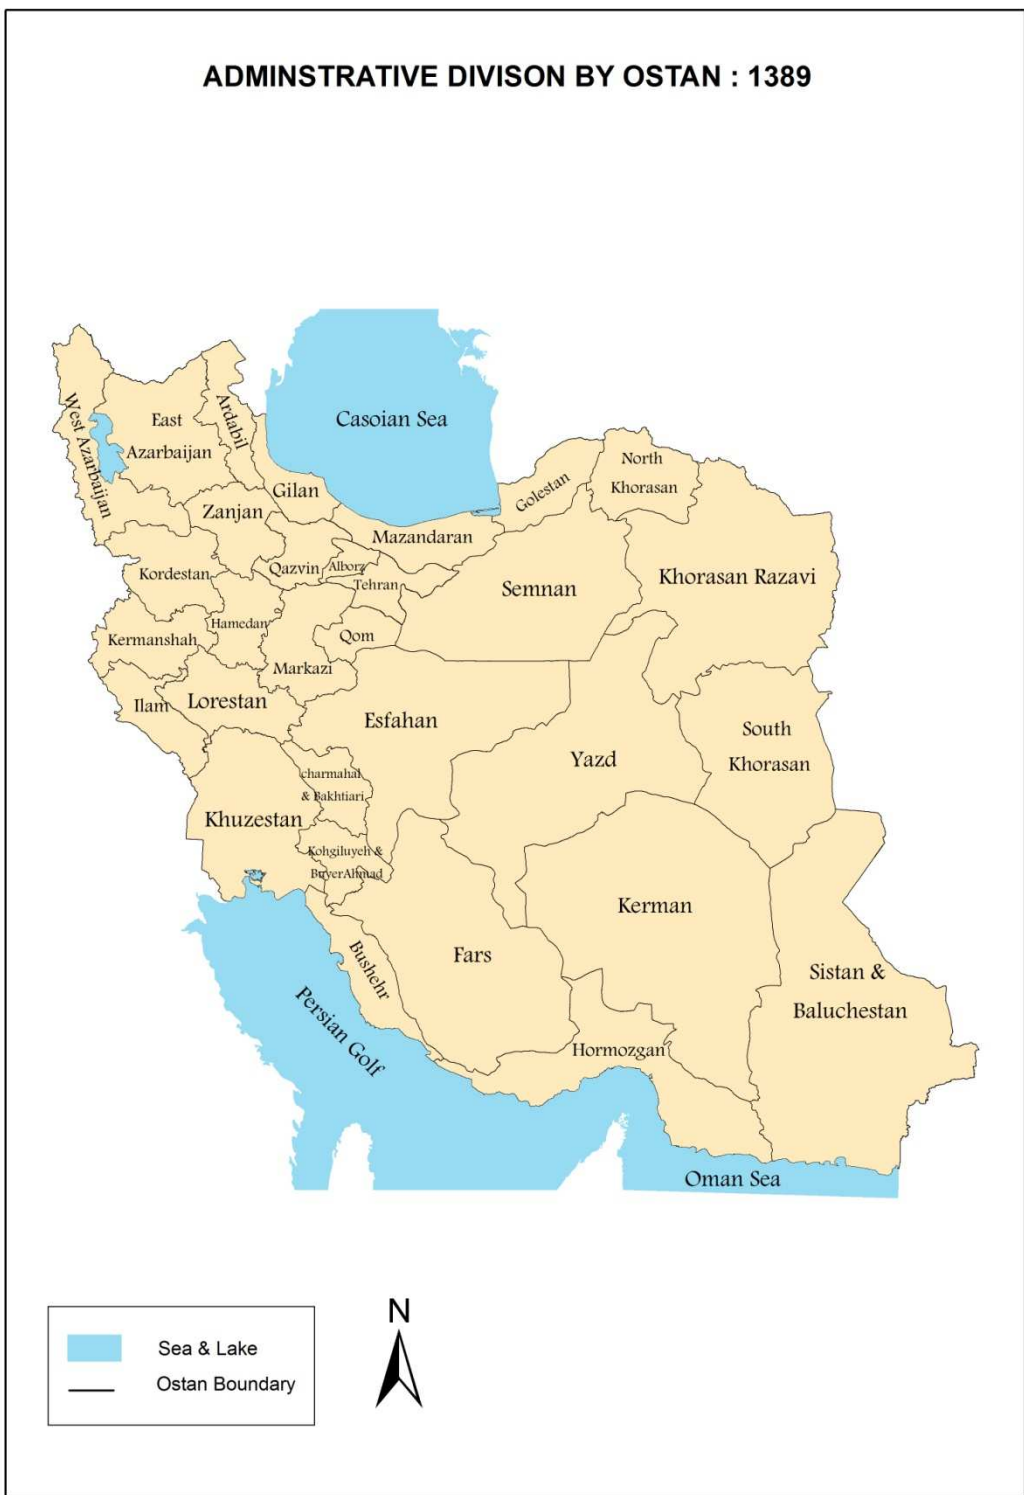 ADMINSTRATIVE DIVISON BY OSTAN : 1389
Casoian Sea
West Azarbaijan
East
Azarbaijan
Ardabil
Gilan
Zanjan
Golestan
North
Khorasan
Mazandaran
Qazvin
Alborz
Tehran
Semnan
Khorasan Razavi
Kordestan
Hamedan
Kermanshah
Qom
Markazi
Ilam
Lorestan
Esfahan
South
Khorasan
Yazd
charmahal
& Bakhtiari
Khuzestan
Kohgiluyeh &
BuyerAhmad
Kerman
Fars
Bushehr
Sistan &
Baluchestan
Persian Golf
Hormozgan
Oman Sea
N
Sea & Lake
Ostan Boundary